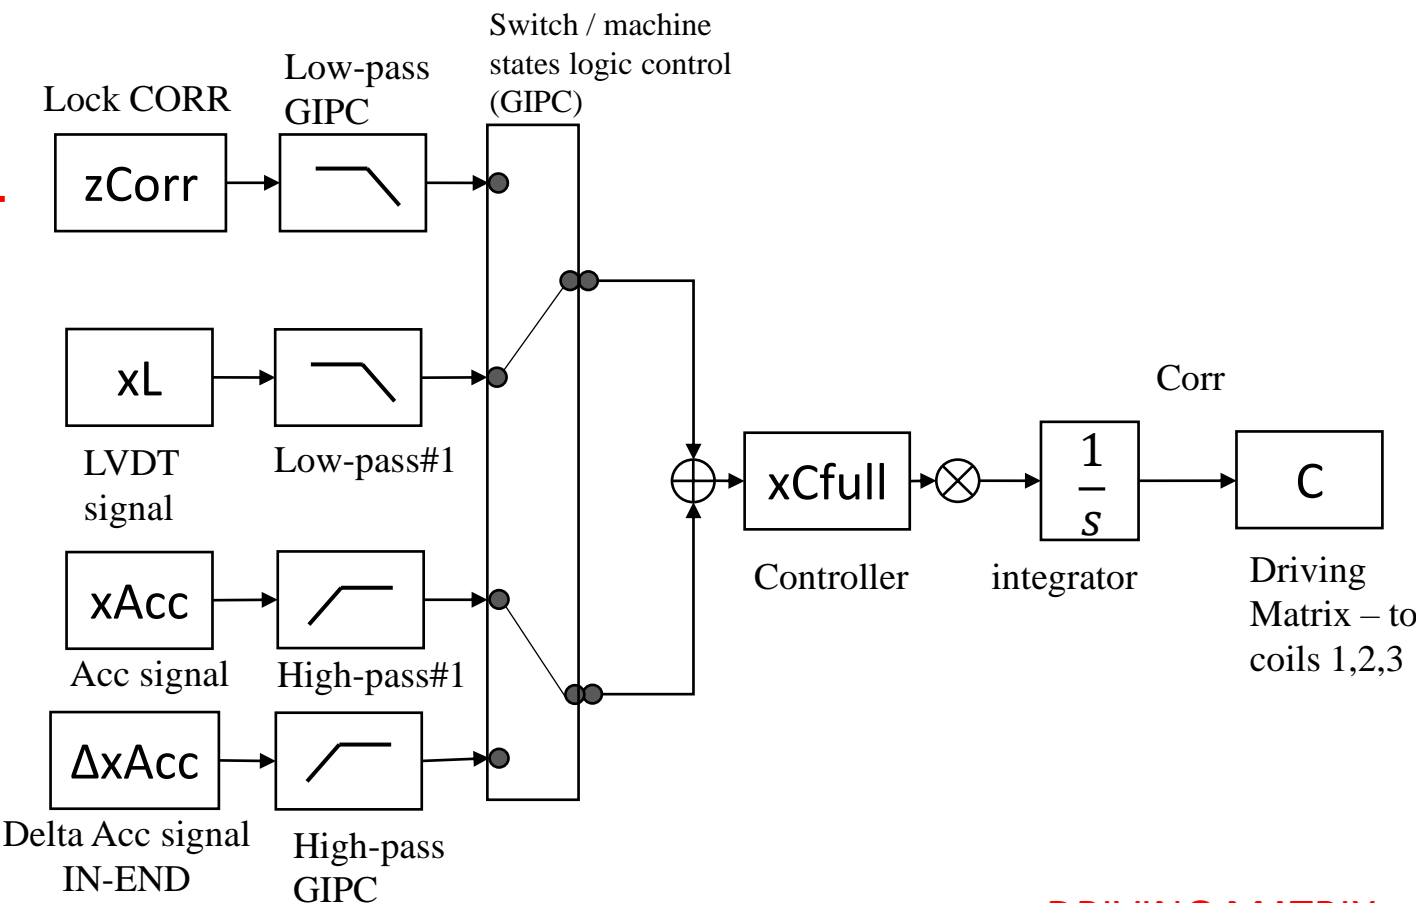 Switch / machine
states logic control
(GIPC)
Low-pass
GIPC
Lock CORR
zCorr
xL
LVDT
signal
Low-pass#1
xAcc
Acc signal
High-pass#1
ΔxAcc
Delta Acc signal
IN-END
High-pass
GIPC
xCfull
Controller
1
s
integrator
Corr
C
Driving
Matrix – to
coils 1,2,3